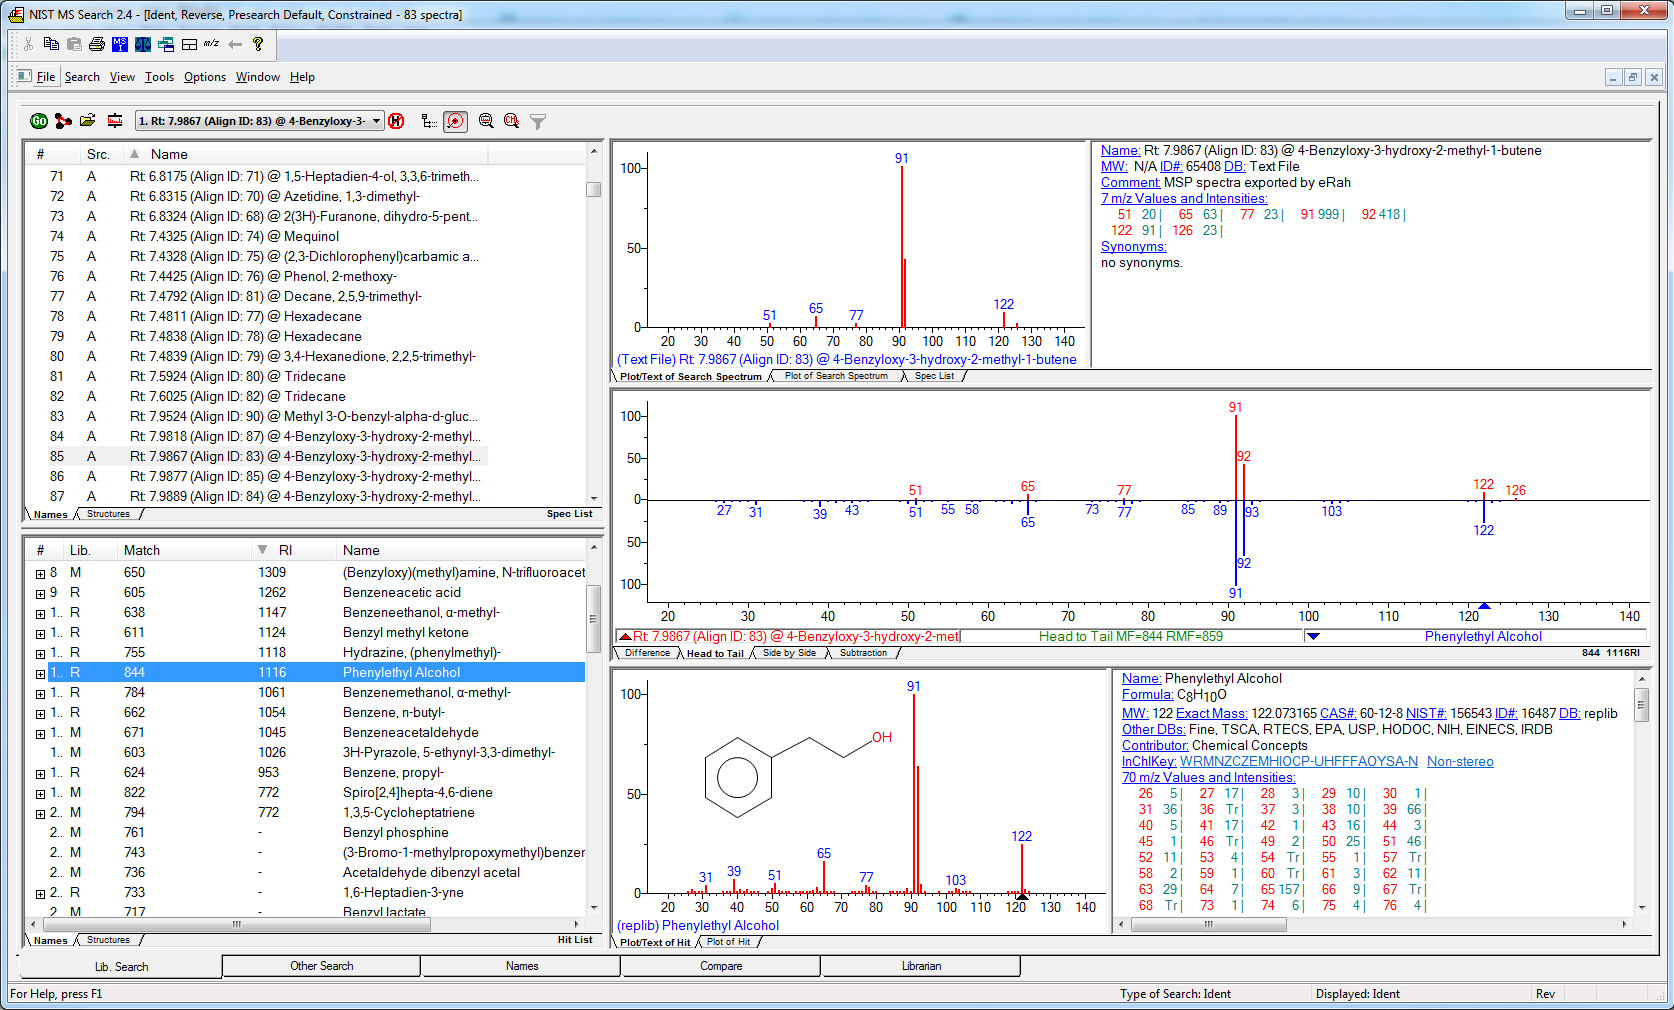 NIST MS Search 2.4 - [Ident, Reverse, Presearch Default, Constrained - 83 spectra]
File Search View Tools Options Window Help
1. Rt: 7.9867 (Align ID: 83) @ 4-Benzyloxy-3-
# Src. Name
71 A Rt: 6.8175 (Align ID: 71) @ 1,5-Heptadien-4-ol, 3,3,6-trimeth...
72 A Rt: 6.8315 (Align ID: 70) @ Azetidine, 1,3-dimethyl-
73 A Rt: 6.8324 (Align ID: 68) @ 2(3H)-Furanone, dihydro-5-pent...
74 A Rt: 7.4325 (Align ID: 74) @ Mequinol
75 A Rt: 7.4328 (Align ID: 75) @ (2,3-Dichlorophenyl)carbamic a...
76 A Rt: 7.4425 (Align ID: 76) @ Phenol, 2-methoxy-
77 A Rt: 7.4792 (Align ID: 81) @ Decane, 2,5,9-trimethyl-
78 A Rt: 7.4811 (Align ID: 77) @ Hexadecane
79 A Rt: 7.4838 (Align ID: 78) @ Hexadecane
80 A Rt: 7.4839 (Align ID: 79) @ 3,4-Hexanedione, 2,2,5-trimethyl-
81 A Rt: 7.5924 (Align ID: 80) @ Tridecane
82 A Rt: 7.6025 (Align ID: 82) @ Tridecane
83 A Rt: 7.9524 (Align ID: 90) @ Methyl 3-O-benzyl-alpha-d-gluc...
84 A Rt: 7.9818 (Align ID: 87) @ 4-Benzyloxy-3-hydroxy-2-methyl...
85 A Rt: 7.9867 (Align ID: 83) @ 4-Benzyloxy-3-hydroxy-2-methyl...
86 A Rt: 7.9877 (Align ID: 85) @ 4-Benzyloxy-3-hydroxy-2-methyl...
87 A Rt: 7.9889 (Align ID: 84) @ 4-Benzyloxy-3-hydroxy-2-methyl...
Names Structures Spec List
# Lib. Match RI Name
8 M 650 1309 (Benzyloxy)(methyl)amine, N-trifluoroacet
9 R 605 1262 Benzeneacetic acid
1.. R 638 1147 Benzeneethanol, α-methyl-
1.. R 611 1124 Benzyl methyl ketone
1.. R 755 1118 Hydrazine, (phenylmethyl)-
1.. R 844 1116 Phenylethyl Alcohol
1.. R 784 1061 Benzenemethanol, α-methyl-
1.. R 662 1054 Benzene, n-butyl-
1.. M 671 1045 Benzeneacetaldehyde
1.. M 603 1026 3H-Pyrazole, 5-ethynyl-3,3-dimethyl-
1.. R 624 953 Benzene, propyl-
1.. M 822 772 Spiro[2,4]hepta-4,6-diene
2.. M 794 772 1,3,5-Cycloheptatriene
2.. M 761 - Benzyl phosphine
2.. M 743 - (3-Bromo-1-methylpropoxymethyl)benzer
2.. M 736 - Acetaldehyde dibenzyl acetal
2.. R 733 - 1,6-Heptadien-3-yne
2 M 717 - Benzyl lactate
Names Structures Hit List
100
50
0
91
51 65 77 122
20 30 40 50 60 70 80 90 100 110 120 130 140
(Text File) Rt: 7.9867 (Align ID: 83) @ 4-Benzyloxy-3-hydroxy-2-methyl-1-butene
Plot/Text of Search Spectrum Plot of Search Spectrum Spec List
Name: Rt: 7.9867 (Align ID: 83) @ 4-Benzyloxy-3-hydroxy-2-methyl-1-butene
MW: N/A ID#: 65408 DB: Text File
Comment: MSP spectra exported by eRah
7 m/z Values and Intensities:
51 20 | 65 63 | 77 23 | 91 999 | 92 418 |
122 91 | 126 23 |
Synonyms:
no synonyms.
100
50
0
50
100
91
92
51 65 77 122 126
27 31 39 43 51 55 58 65 73 77 85 89 93 103 122
92
91
20 30 40 50 60 70 80 90 100 110 120 130 140
Rt: 7.9867 (Align ID: 83) @ 4-Benzyloxy-3-hydroxy-2-met Head to Tail MF=844 RMF=859 Phenylethyl Alcohol
Difference Head to Tail Side by Side Subtraction 844 1116RI
100
50
0
91
OH
122
31 39 51 65 77 103
20 30 40 50 60 70 80 90 100 110 120 130 140
(replib) Phenylethyl Alcohol
Plot/Text of Hit Plot of Hit
Name: Phenylethyl Alcohol
Formula: C8H10O
MW: 122 Exact Mass: 122.073165 CAS#: 60-12-8 NIST#: 156543 ID#: 16487 DB: replib
Other DBs: Fine, TSCA, RTECS, EPA, USP, HODOC, NIH, EINECS, IRDB
Contributor: Chemical Concepts
InChIKey: WRMNZCZEMHIOCP-UHFFFAOYSA-N Non-stereo
70 m/z Values and Intensities:
26 5 | 27 17 | 28 3 | 29 10 | 30 1 |
31 36 | 36 Tr | 37 3 | 38 10 | 39 66 |
40 5 | 41 17 | 42 1 | 43 16 | 44 3 |
45 1 | 46 Tr | 49 2 | 50 25 | 51 46 |
52 11 | 53 4 | 54 Tr | 55 1 | 57 Tr |
58 2 | 59 1 | 60 Tr | 61 3 | 62 11 |
63 29 | 64 7 | 65 157 | 66 9 | 67 Tr |
68 Tr | 73 1 | 74 6 | 75 4 | 76 4 |
Lib. Search Other Search Names Compare Librarian
For Help, press F1 Type of Search: Ident Displayed: Ident Rev